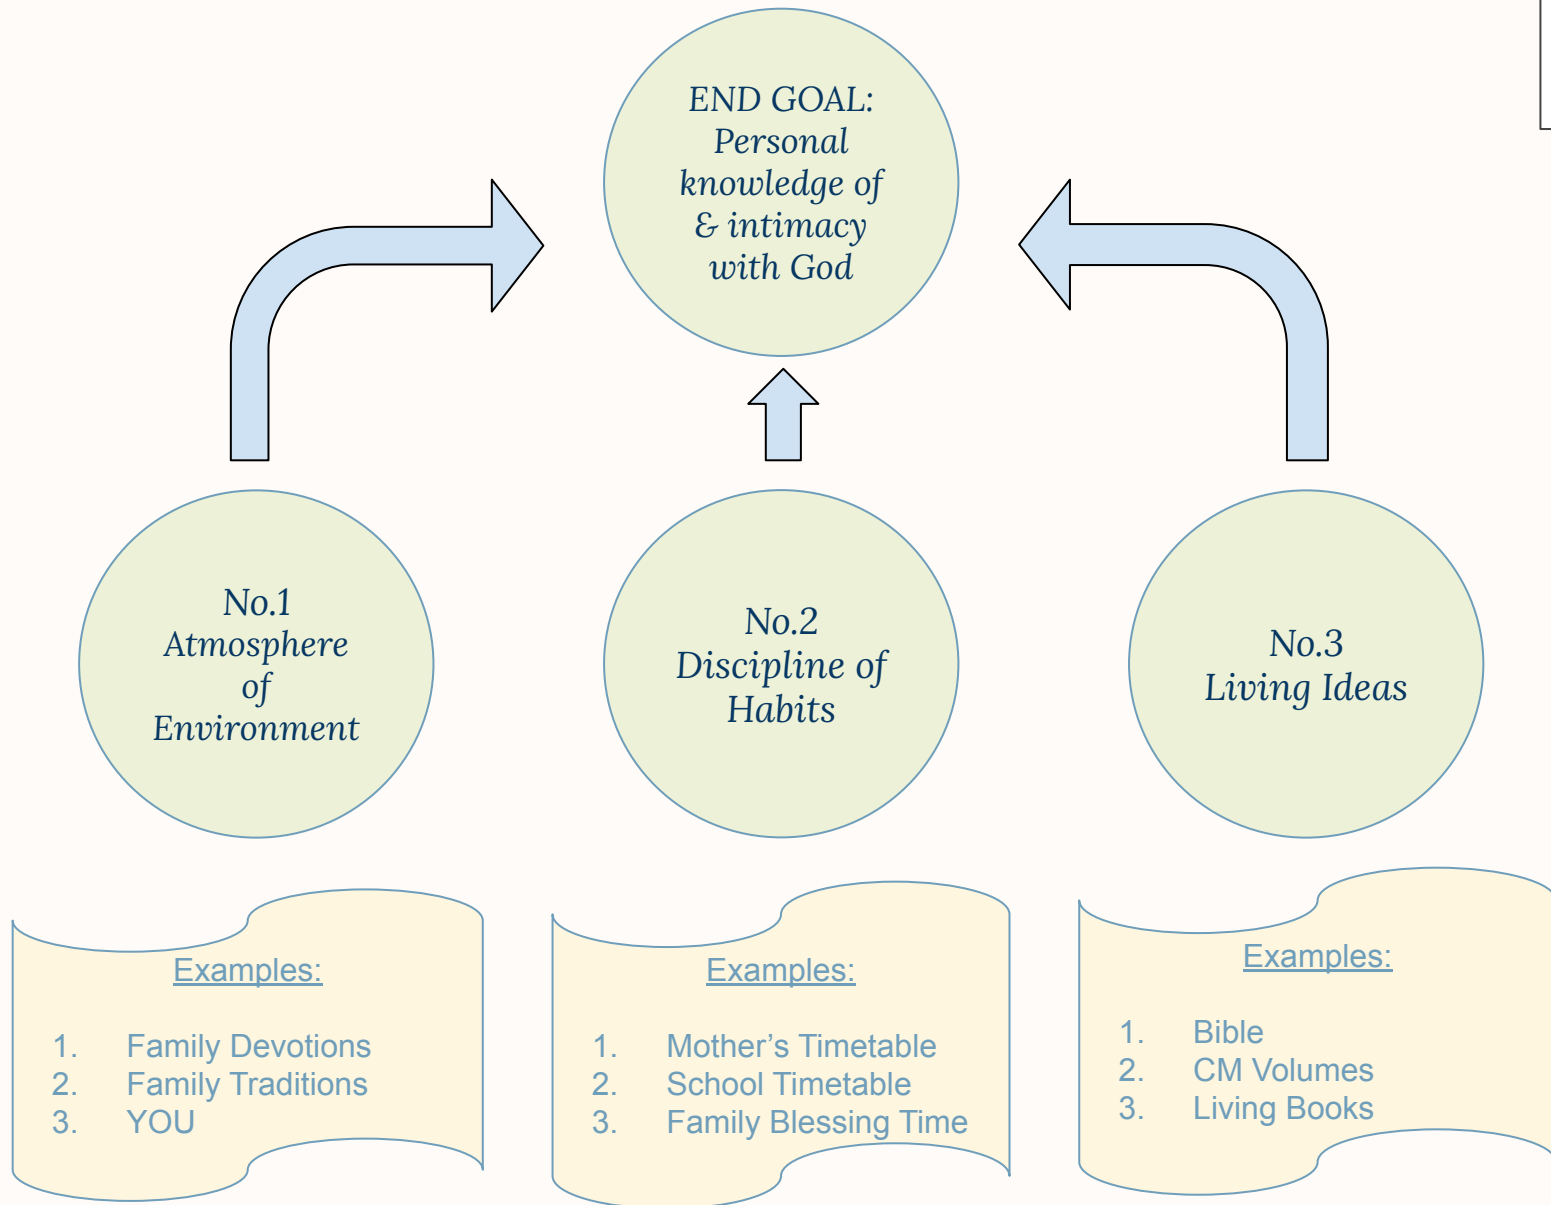 END GOAL:
Personal
knowledge of
& intimacy
with God
No.1
Atmosphere
of
Environment
No.2
Discipline of
Habits
No.3
Living Ideas
Examples:
1. Family Devotions
2. Family Traditions
3. YOU
Examples:
1. Mother’s Timetable
2. School Timetable
3. Family Blessing Time
Examples:
1. Bible
2. CM Volumes
3. Living Books